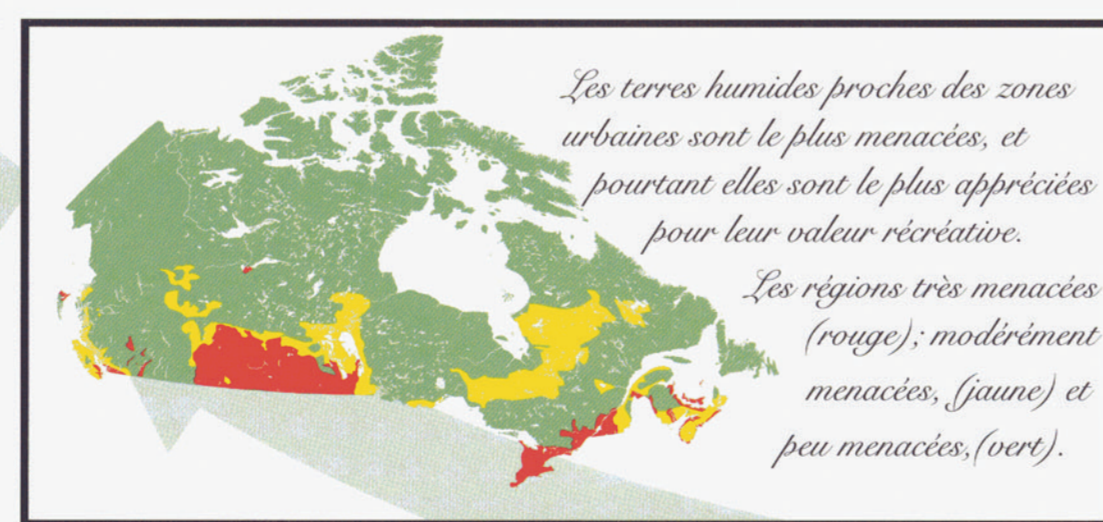 Les terres humides proches des zones
urbaines sont le plus menacées, et
pourtant elles sont le plus appréciées
pour leur valeur récréative.
Les régions très menacées
(rouge); modérément
menacées, (jaune) et
peu menacées,(vert).